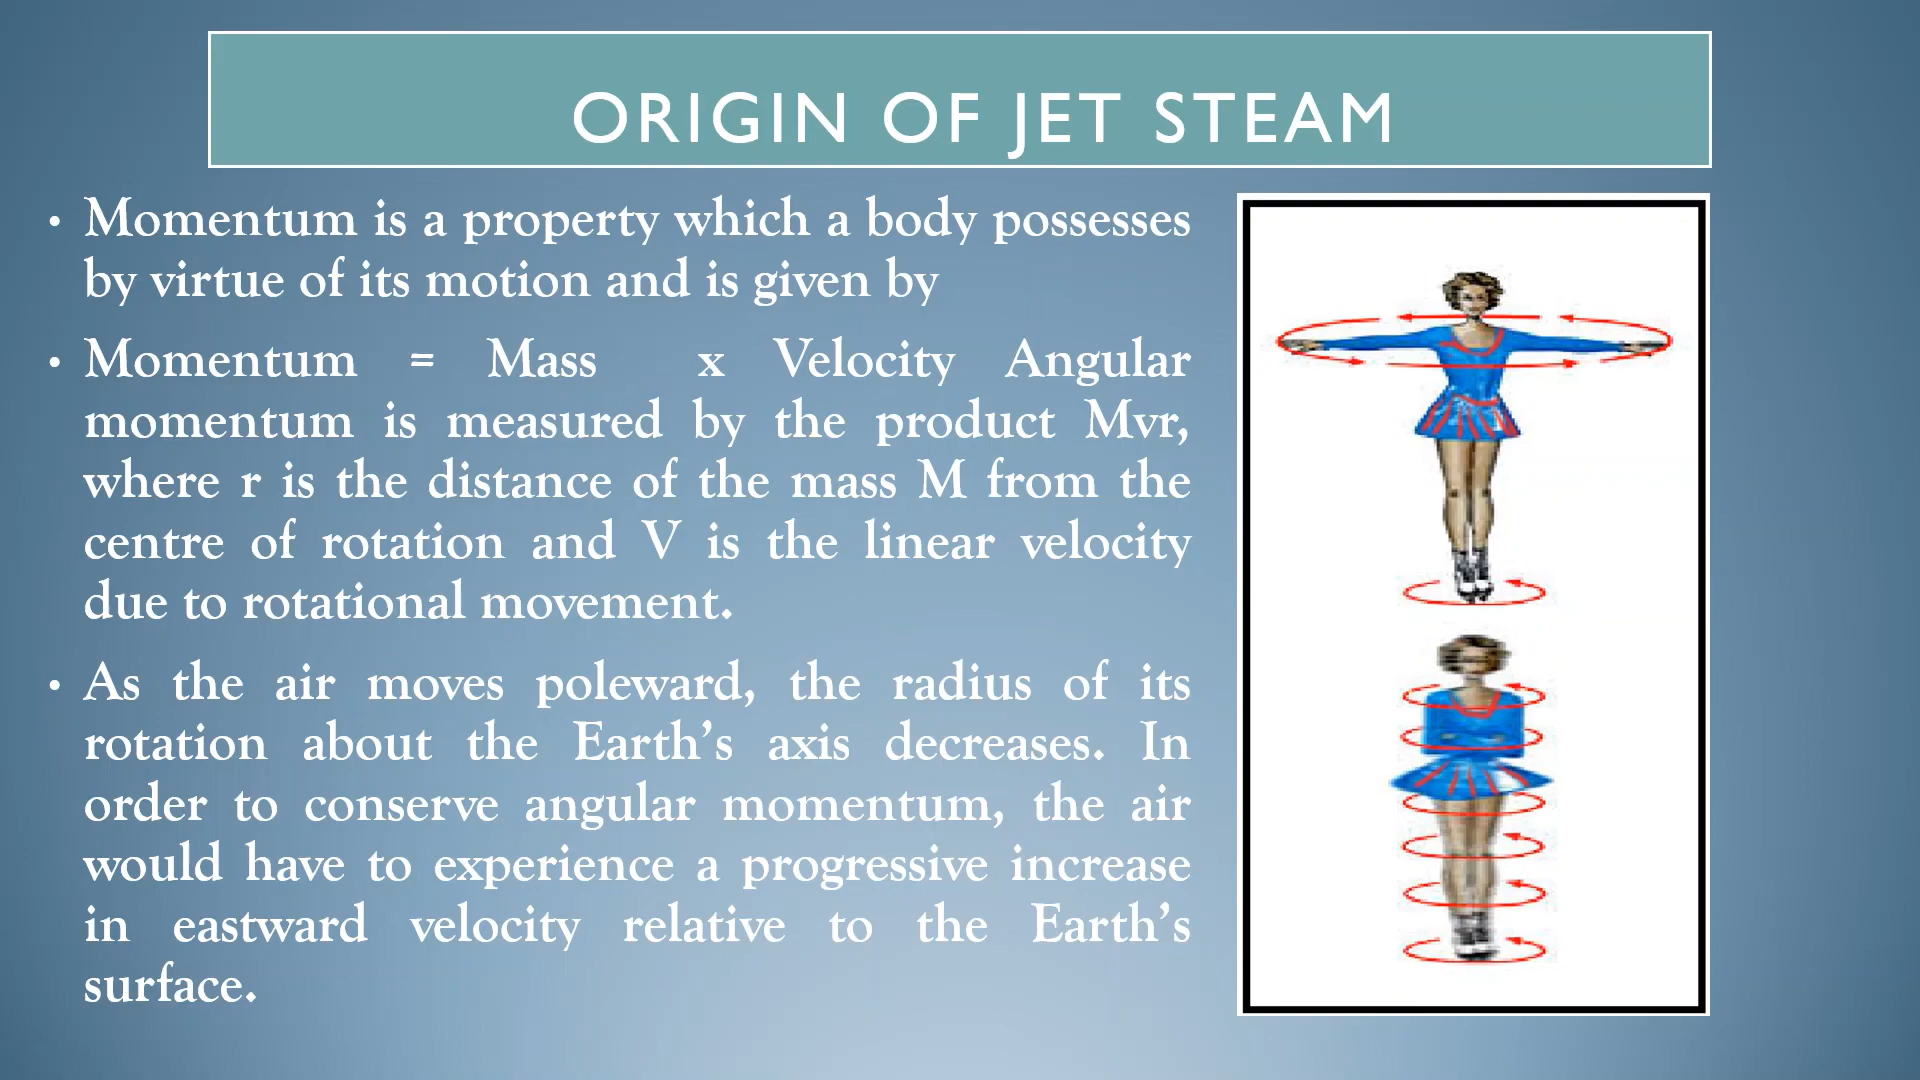 ORIGIN OF JET STEAM
• Momentum is a property which a body possesses
by virtue of its motion and is given by
• Momentum = Mass x Velocity Angular
momentum is measured by the product Mvr,
where r is the distance of the mass M from the
centre of rotation and V is the linear velocity
due to rotational movement.
• As the air moves poleward, the radius of its
rotation about the Earth’s axis decreases. In
order to conserve angular momentum, the air
would have to experience a progressive increase
in eastward velocity relative to the Earth’s
surface.